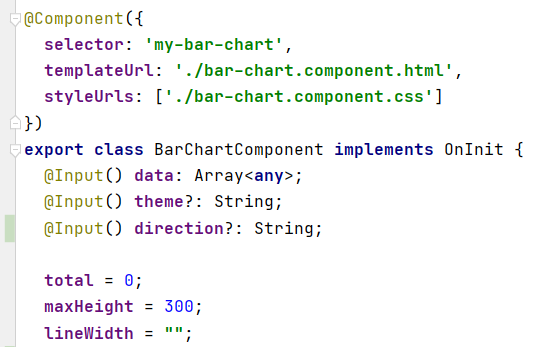 @Component({
  selector: 'my-bar-chart',
  templateUrl: './bar-chart.component.html',
  styleUrls: ['./bar-chart.component.css']
})
export class BarChartComponent implements OnInit {
  @Input() data: Array<any>;
  @Input() theme?: String;
  @Input() direction?: String;
  total = 0;
  maxHeight = 300;
  lineWidth = "";